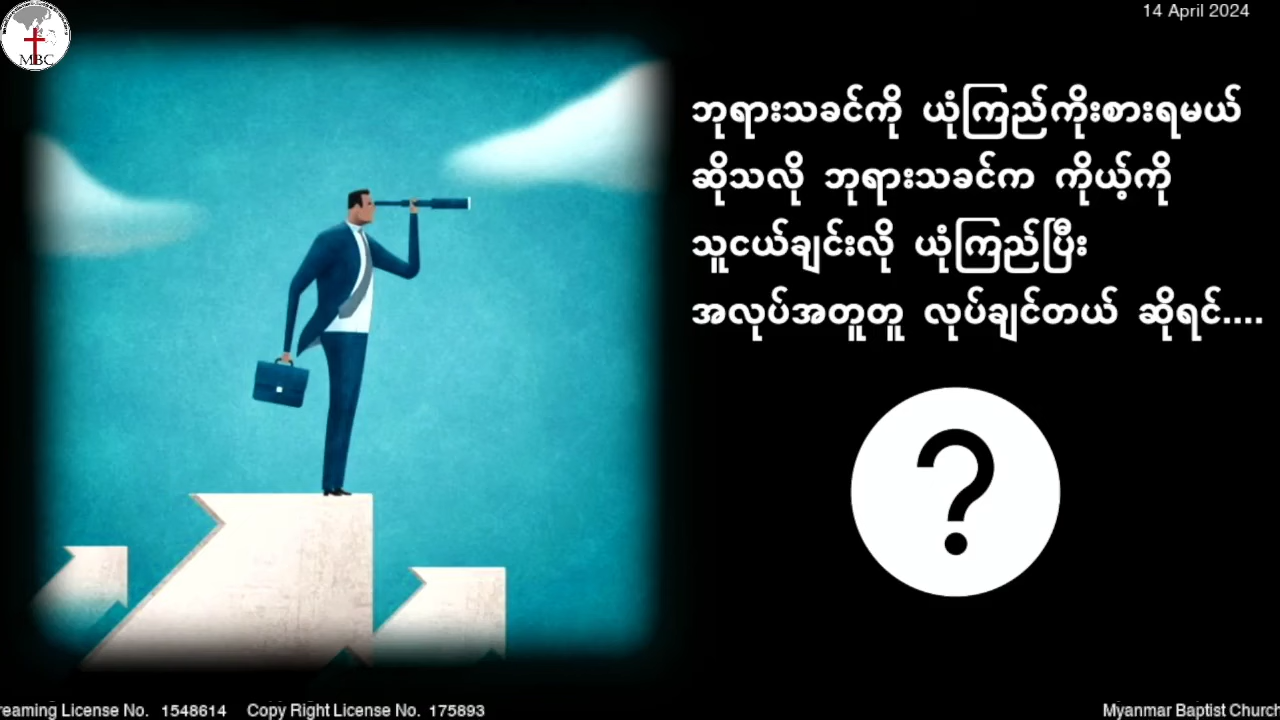 MBC
14 April 2024
ဘုရားသခင်ကို ယုံကြည်ကိုးစားရမယ်
ဆိုသလို ဘုရားသခင်က ကိုယ့်ကို
သူငယ်ချင်းလို ယုံကြည်ပြီး
အလုပ်အတူတူ လုပ်ချင်တယ် ဆိုရင်....
?
reaming License No. 1548614 Copy Right License No. 175893
Myanmar Baptist Church